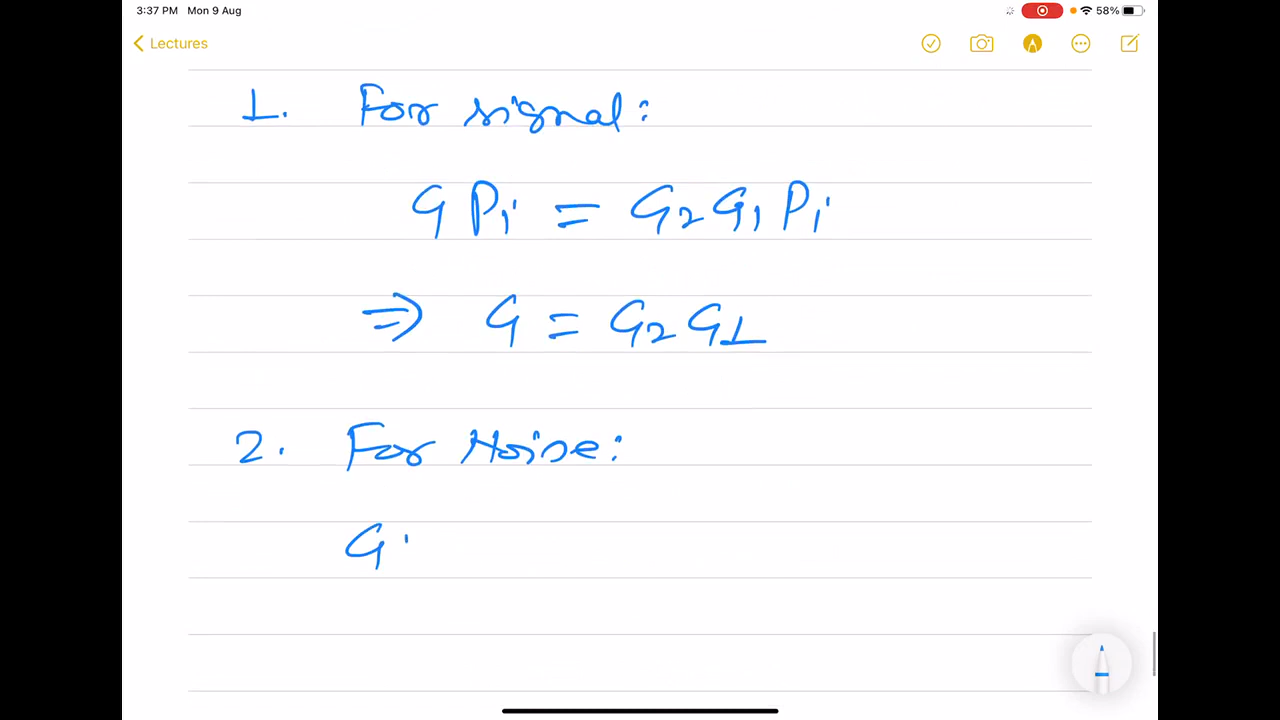 3:37 PM Mon 9 Aug
58%
Lectures
1. For signal:
G Pi = G2 G1 Pi
⇒ G = G2 G1
2. For Noise:
G